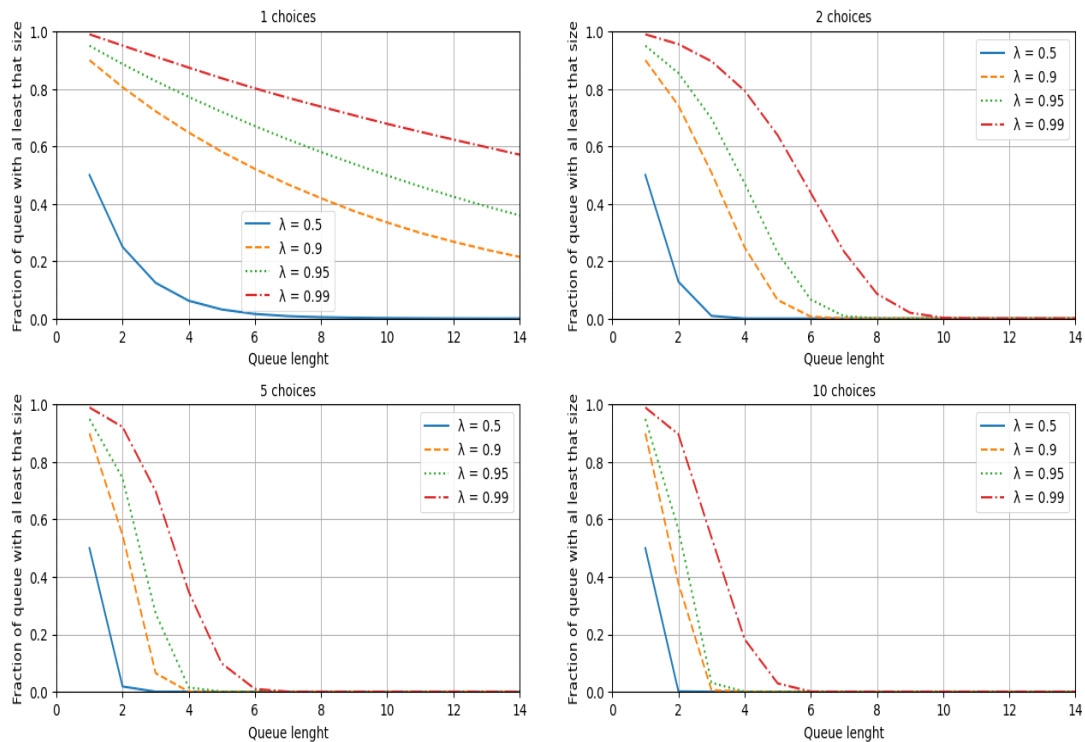 1 choices
Fraction of queue with al least that size
1.0
0.8
0.6
0.4
0.2
0.0
λ = 0.5
λ = 0.9
λ = 0.95
λ = 0.99
0 2 4 6 8 10 12 14
Queue lenght
2 choices
Fraction of queue with al least that size
1.0
0.8
0.6
0.4
0.2
0.0
λ = 0.5
λ = 0.9
λ = 0.95
λ = 0.99
0 2 4 6 8 10 12 14
Queue lenght
5 choices
Fraction of queue with al least that size
1.0
0.8
0.6
0.4
0.2
0.0
λ = 0.5
λ = 0.9
λ = 0.95
λ = 0.99
0 2 4 6 8 10 12 14
Queue lenght
10 choices
Fraction of queue with al least that size
1.0
0.8
0.6
0.4
0.2
0.0
λ = 0.5
λ = 0.9
λ = 0.95
λ = 0.99
0 2 4 6 8 10 12 14
Queue lenght